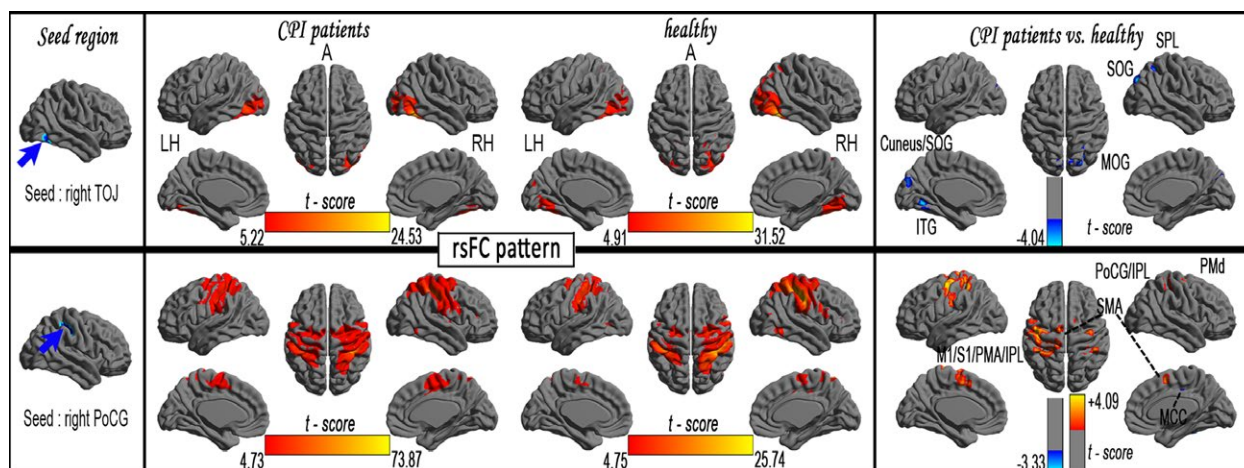 Seed region
Seed : right TOJ
CPI patients
healthy
A
LH
RH
LH
RH
t - score
5.22
24.53
t - score
4.91
31.52
CPI patients vs. healthy
SPL
SOG
Cuneus/SOG
MOG
ITG
-4.04
t - score
rsFC pattern
Seed : right PoCG
t - score
4.73
73.87
t - score
4.75
25.74
PoCG/IPL
PMd
SMA
M1/S1/PMA/IPL
MCC
+4.09
-3.33
t - score